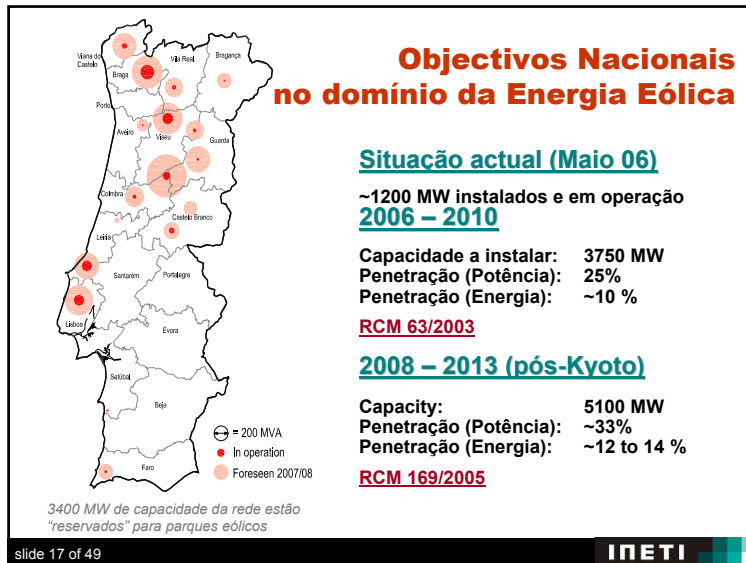 Objectivos Nacionais
no domínio da Energia Eólica
Viana do
Castelo
Braga
Vila Real
Bragança
Porto
Aveiro
Viseu
Guarda
Coimbra
Castelo Branco
Leiria
Santarém
Portalegre
Lisboa
Évora
Setúbal
Beja
Faro
= 200 MVA
In operation
Foreseen 2007/08
3400 MW de capacidade da rede estão
“reservados” para parques eólicos
Situação actual (Maio 06)
~1200 MW instalados e em operação
2006 – 2010
Capacidade a instalar: 3750 MW
Penetração (Potência): 25%
Penetração (Energia): ~10 %
RCM 63/2003
2008 – 2013 (pós-Kyoto)
Capacity: 5100 MW
Penetração (Potência): ~33%
Penetração (Energia): ~12 to 14 %
RCM 169/2005
slide 17 of 49
INETI